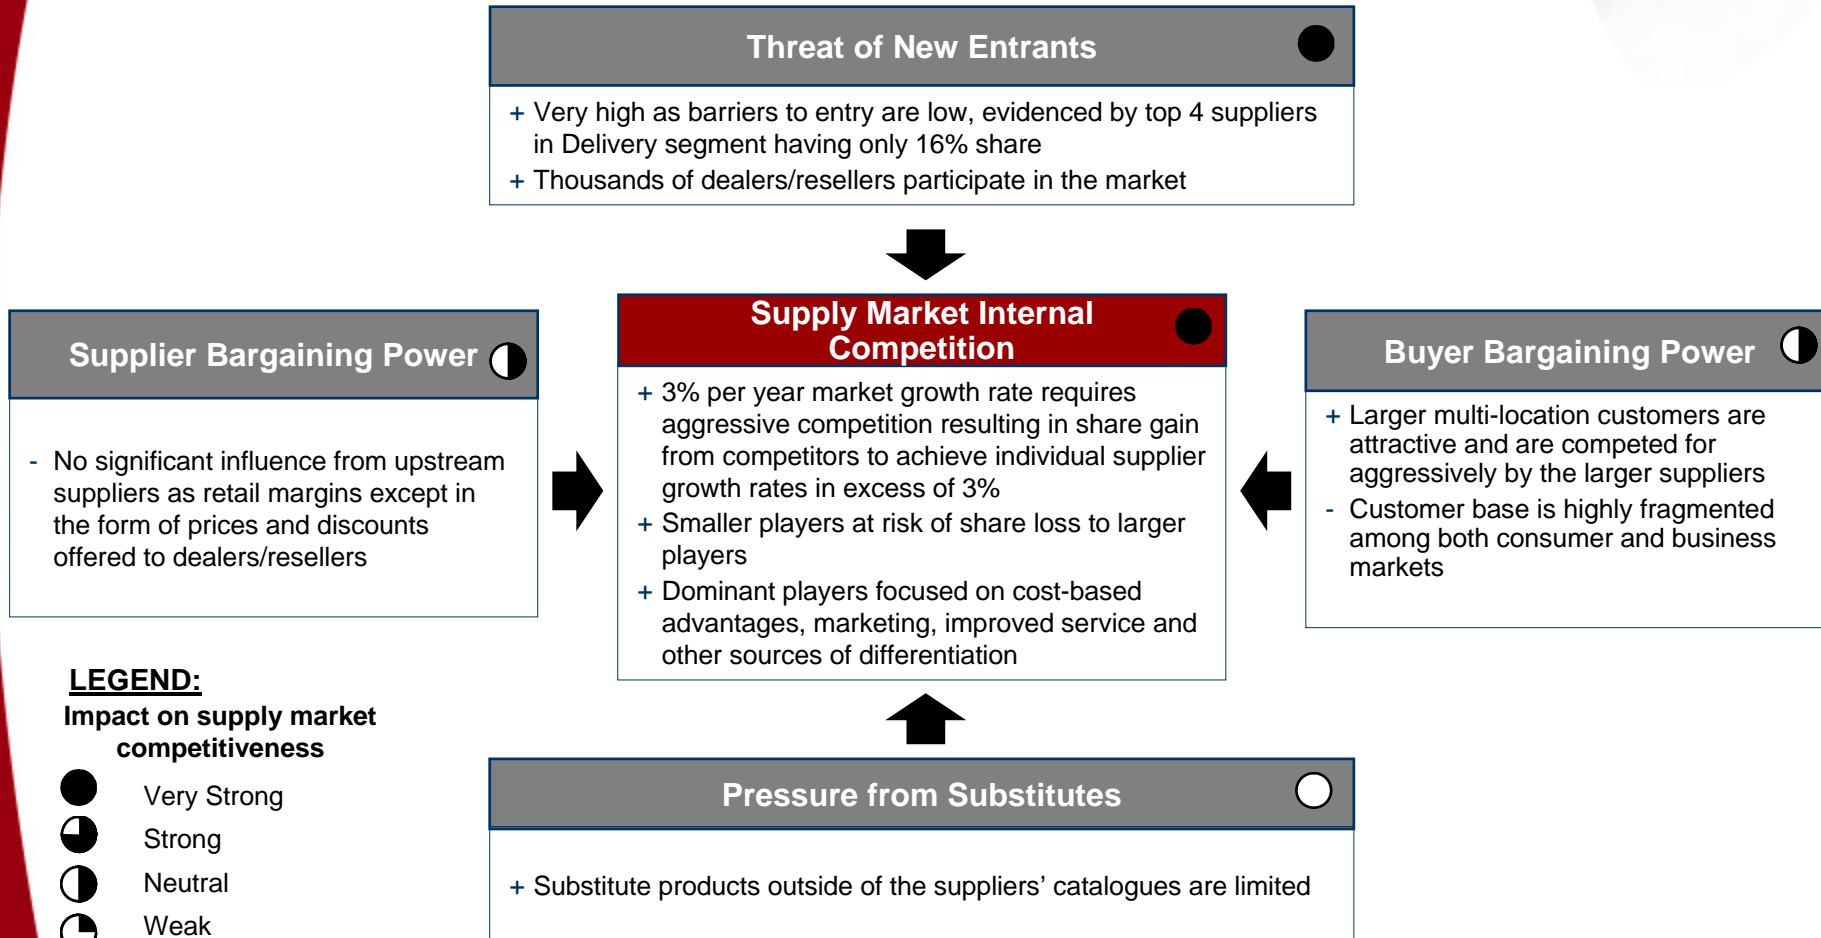 Threat of New Entrants
+ Very high as barriers to entry are low, evidenced by top 4 suppliers
in Delivery segment having only 16% share
+ Thousands of dealers/resellers participate in the market
Supplier Bargaining Power
- No significant influence from upstream
suppliers as retail margins except in
the form of prices and discounts
offered to dealers/resellers
Supply Market Internal
Competition
+ 3% per year market growth rate requires
aggressive competition resulting in share gain
from competitors to achieve individual supplier
growth rates in excess of 3%
+ Smaller players at risk of share loss to larger
players
+ Dominant players focused on cost-based
advantages, marketing, improved service and
other sources of differentiation
Buyer Bargaining Power
+ Larger multi-location customers are
attractive and are competed for
aggressively by the larger suppliers
- Customer base is highly fragmented
among both consumer and business
markets
LEGEND:
Impact on supply market
competitiveness
Very Strong
Strong
Neutral
Weak
Pressure from Substitutes
+ Substitute products outside of the suppliers’ catalogues are limited